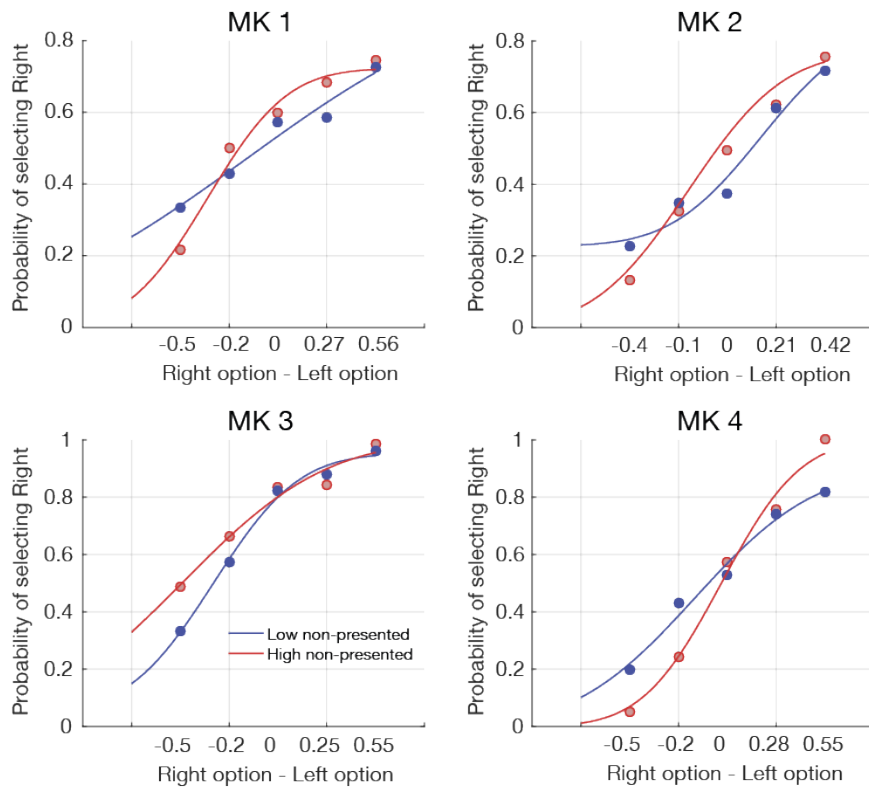 MK 1
Probability of selecting Right
0.8
0.6
0.4
0.2
0
-0.5 -0.2 0 0.27 0.56
Right option - Left option
MK 2
Probability of selecting Right
0.8
0.6
0.4
0.2
0
-0.4 -0.1 0 0.21 0.42
Right option - Left option
MK 3
Probability of selecting Right
1
0.8
0.6
0.4
0.2
0
Low non-presented
High non-presented
-0.5 -0.2 0 0.25 0.55
Right option - Left option
MK 4
Probability of selecting Right
1
0.8
0.6
0.4
0.2
0
-0.5 -0.2 0 0.28 0.55
Right option - Left option